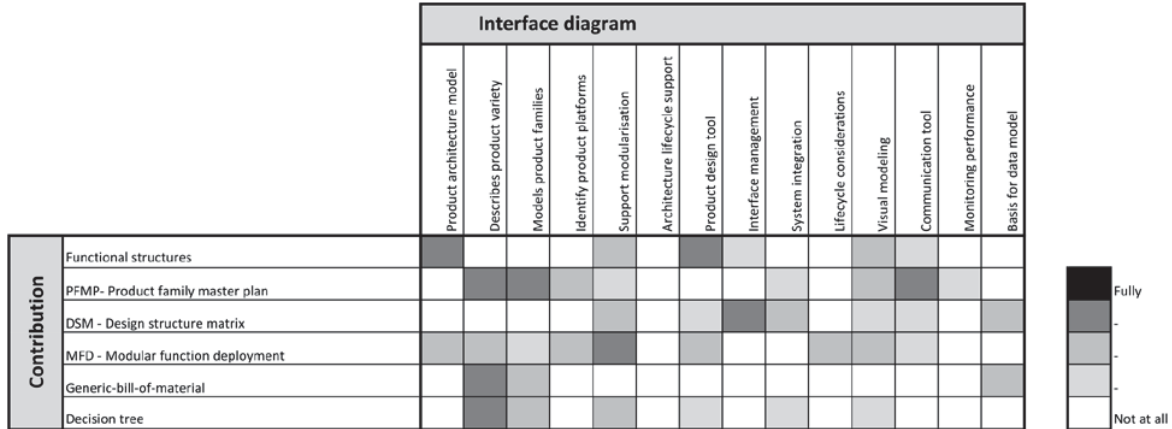 Interface diagram
Product architecture model
Describes product variety
Models product families
Identify product platforms
Support modularisation
Architecture lifecycle support
Product design tool
Interface management
System integration
Lifecycle considerations
Visual modeling
Communication tool
Monitoring performance
Basis for data model
Contribution
Functional structures
PFMP- Product family master plan
DSM - Design structure matrix
MFD - Modular function deployment
Generic-bill-of-material
Decision tree
Fully
-
-
-
Not at all